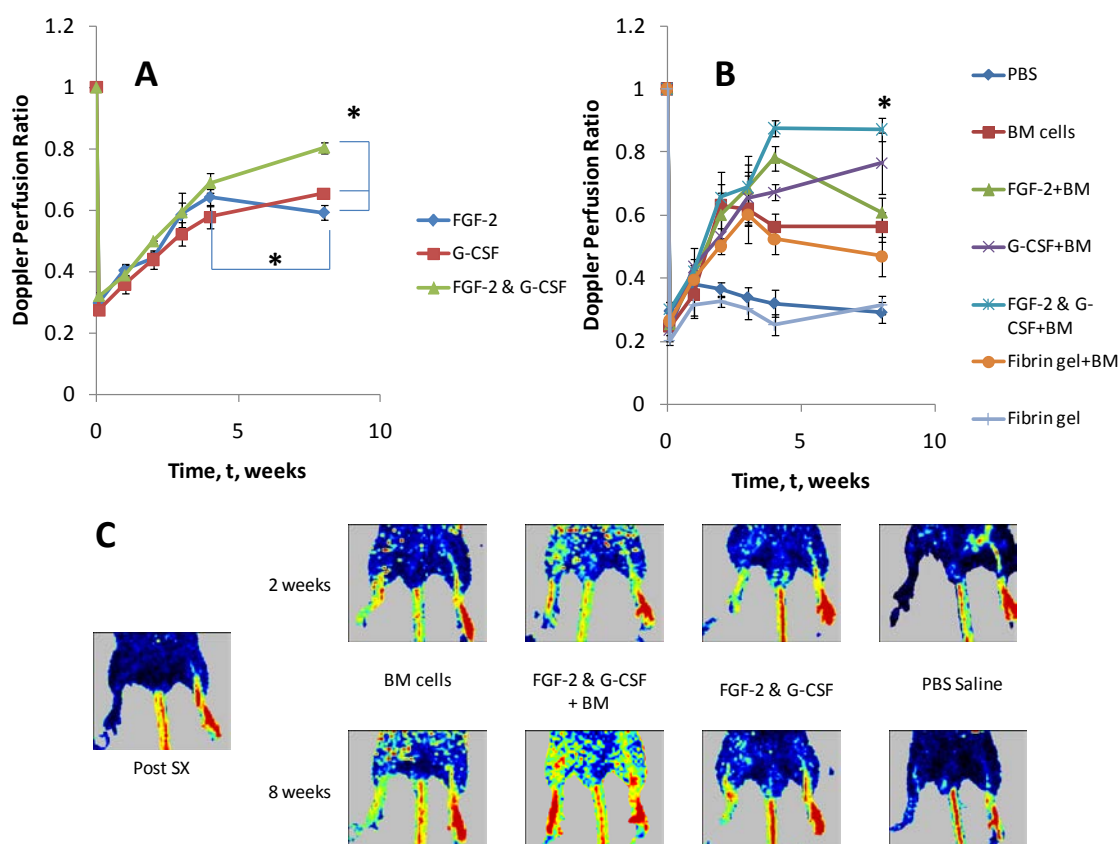 A
Doppler Perfusion Ratio
1.2
1
0.8
0.6
0.4
0.2
0
0
5
10
Time, t, weeks
*
*
FGF-2
G-CSF
FGF-2 & G-CSF
B
Doppler Perfusion Ratio
1.2
1
0.8
0.6
0.4
0.2
0
0
5
10
Time, t, weeks
*
PBS
BM cells
FGF-2+BM
G-CSF+BM
FGF-2 & G-
CSF+BM
Fibrin gel+BM
Fibrin gel
C
2 weeks
Post SX
BM cells
FGF-2 & G-CSF
+ BM
FGF-2 & G-CSF
PBS Saline
8 weeks